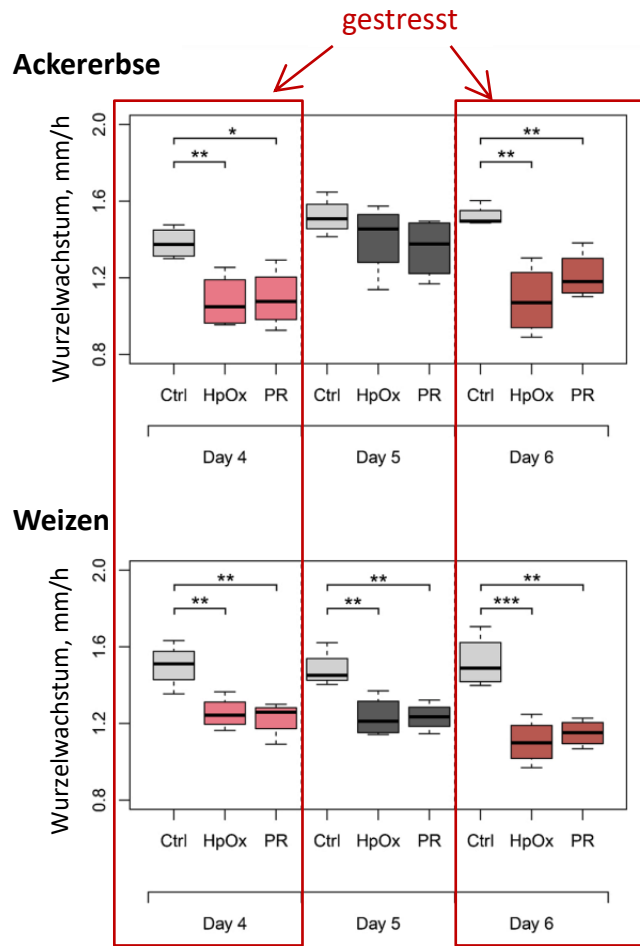 gestresst
Ackererbse
Wurzelwachstum, mm/h
2.0
1.6
1.2
0.8
** *
** **
Ctrl HpOx PR Ctrl HpOx PR Ctrl HpOx PR
Day 4 Day 5 Day 6
Weizen
Wurzelwachstum, mm/h
2.0
1.6
1.2
0.8
** ** **
** ** ***
Ctrl HpOx PR Ctrl HpOx PR Ctrl HpOx PR
Day 4 Day 5 Day 6